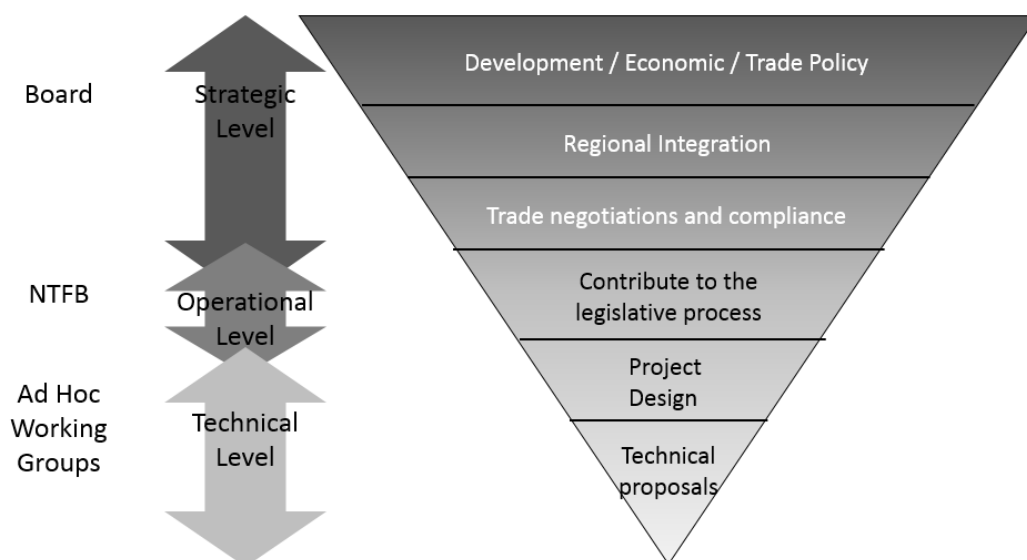 Board
Strategic
Level
NTFB
Operational
Level
Ad Hoc
Working
Groups
Technical
Level
Development / Economic / Trade Policy
Regional Integration
Trade negotiations and compliance
Contribute to the
legislative process
Project
Design
Technical
proposals